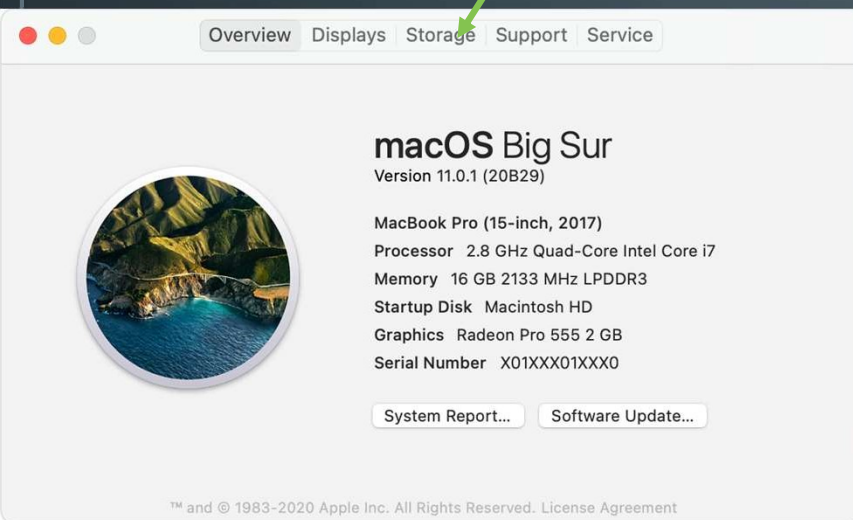 Overview Displays Storage Support Service
macOS Big Sur
Version 11.0.1 (20B29)
MacBook Pro (15-inch, 2017)
Processor 2.8 GHz Quad-Core Intel Core i7
Memory 16 GB 2133 MHz LPDDR3
Startup Disk Macintosh HD
Graphics Radeon Pro 555 2 GB
Serial Number X01XXX01XXX0
System Report... Software Update...
™ and © 1983-2020 Apple Inc. All Rights Reserved. License Agreement